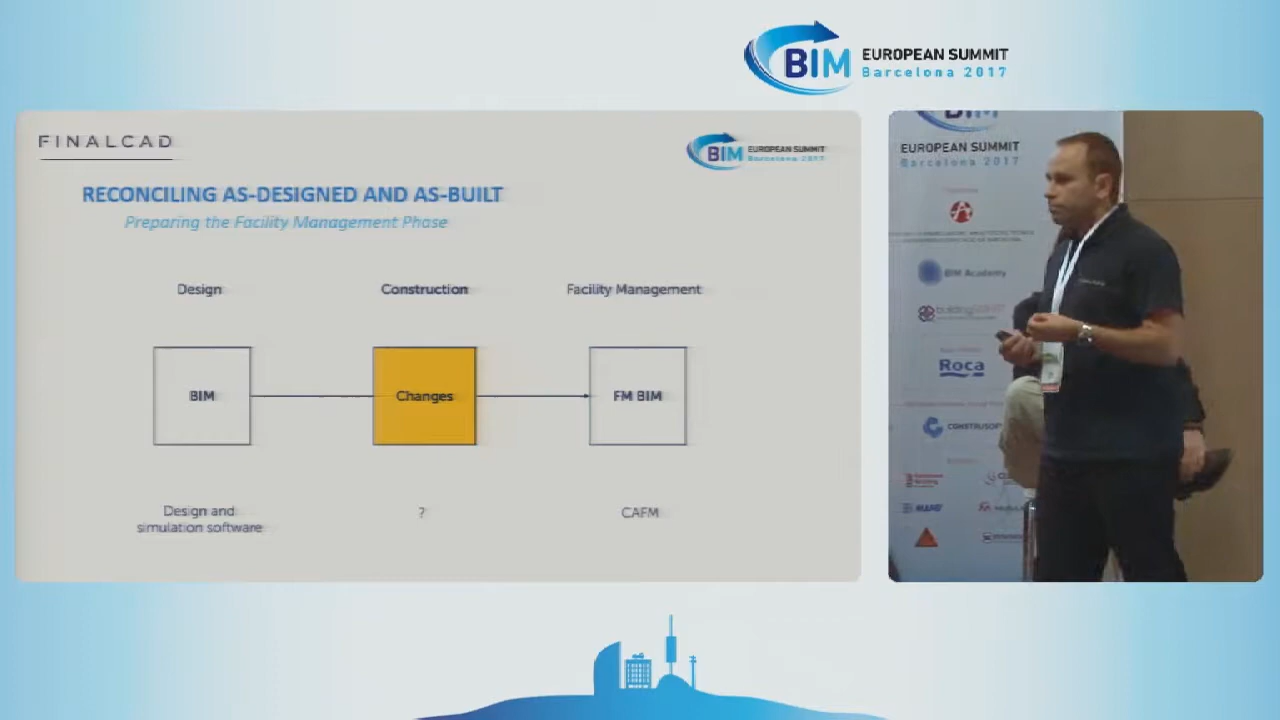 BIM
EUROPEAN SUMMIT
Barcelona 2017
FINALCAD
BIM
EUROPEAN SUMMIT
Barcelona 2017
RECONCILING AS-DESIGNED AND AS-BUILT
Preparing the Facility Management Phase
Design
Construction
Facility Management
BIM
Changes
FM BIM
Design and
simulation software
?
CAFM
BIM
EUROPEAN SUMMIT
Barcelona 2017
BIM Academy
Roca